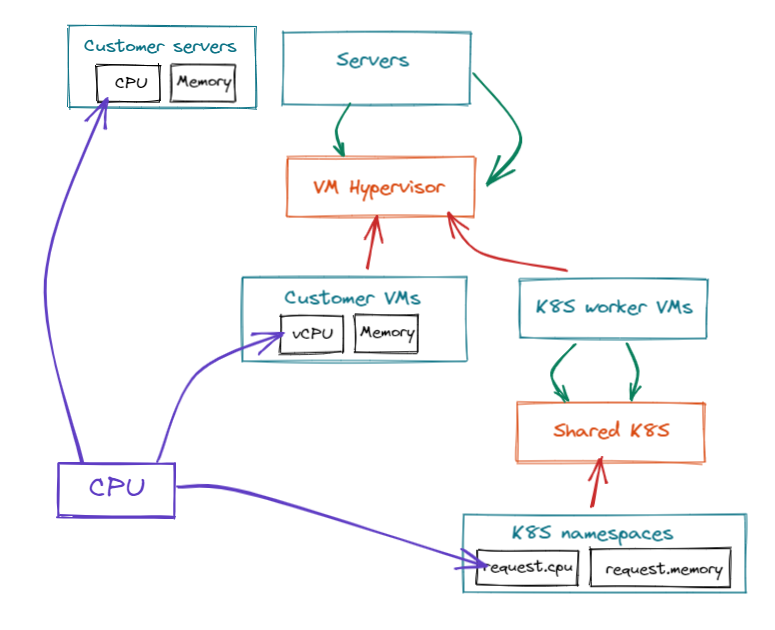 Customer servers
CPU
Memory
Servers
VM Hypervisor
Customer VMs
vCPU
Memory
K8S worker VMs
Shared K8S
CPU
K8S namespaces
request.cpu
request.memory